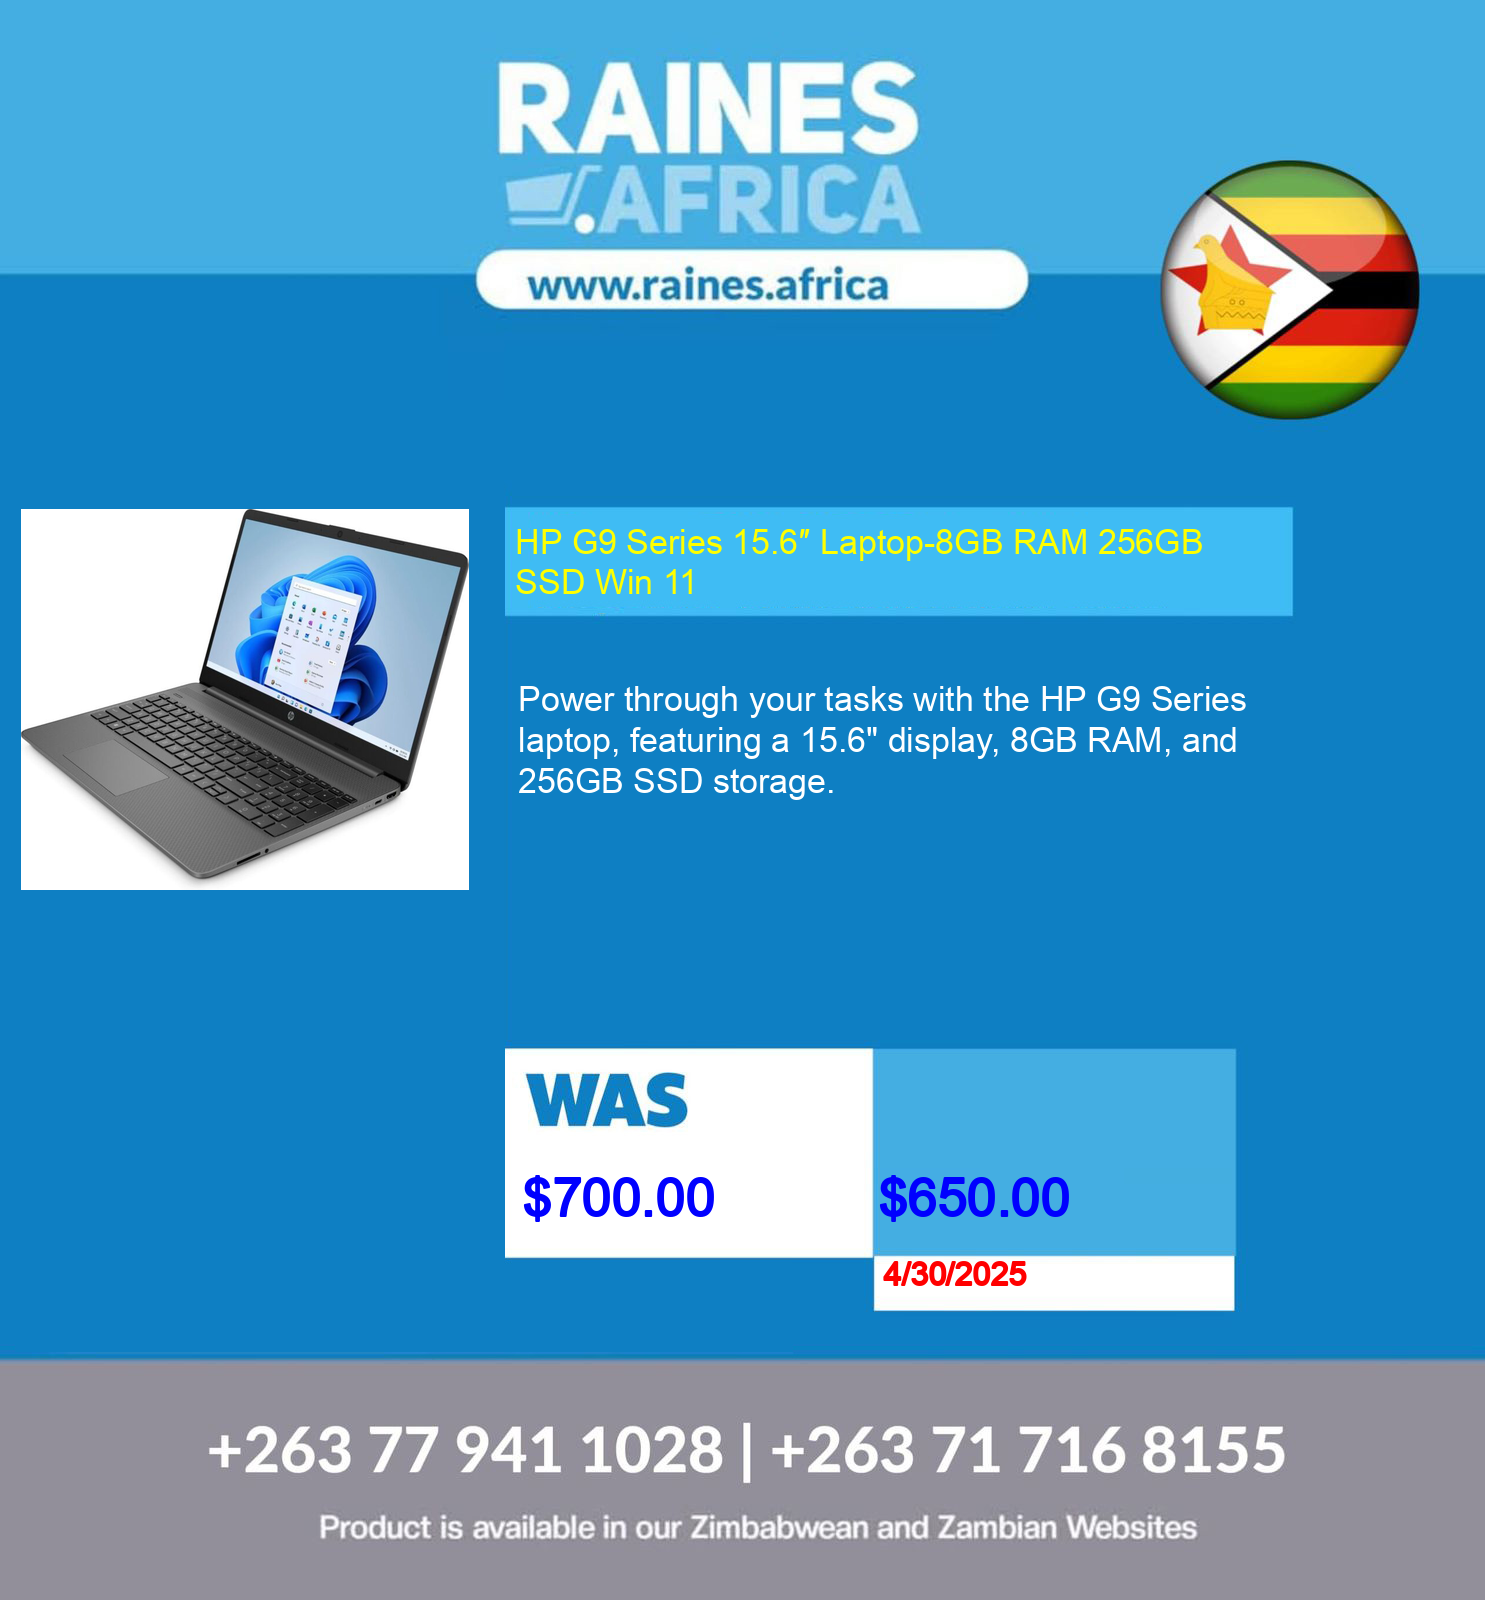 RAINES
.AFRICA
www.raines.africa
HP G9 Series 15.6″ Laptop-8GB RAM 256GB
SSD Win 11
Power through your tasks with the HP G9 Series
laptop, featuring a 15.6" display, 8GB RAM, and
256GB SSD storage.
WAS
$700.00
$650.00
4/30/2025
+263 77 941 1028 | +263 71 716 8155
Product is available in our Zimbabwean and Zambian Websites